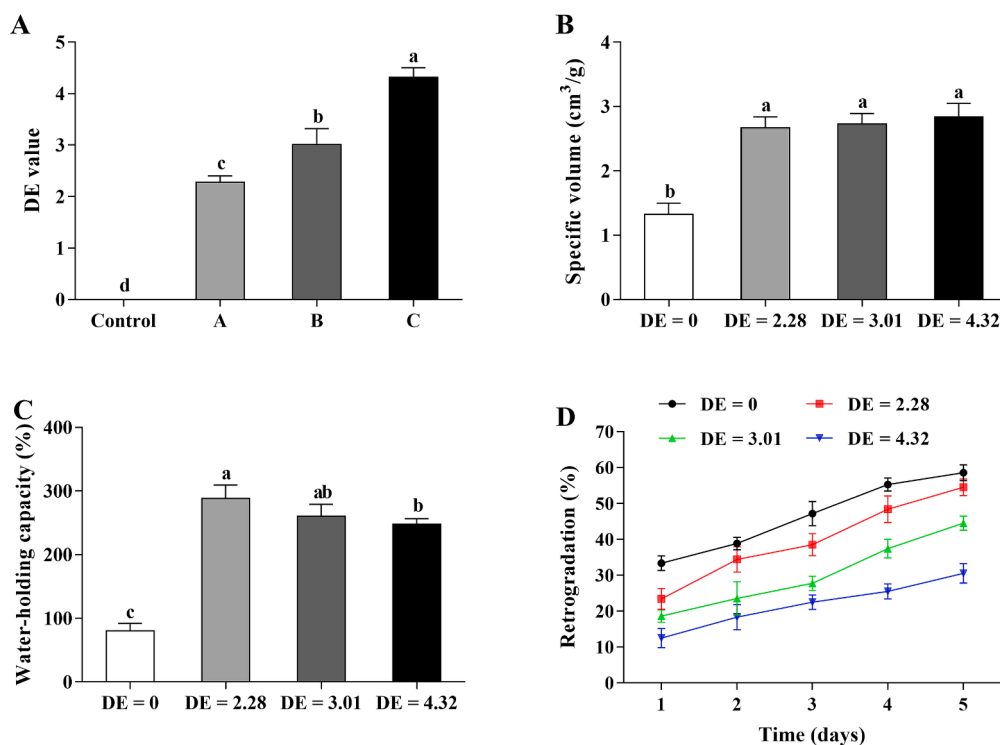 A
DE value
5
4
3
2
1
0
d
c
b
a
Control A B C
B
Specific volume (cm³/g)
4
3
2
1
0
b
a
a
a
DE = 0 DE = 2.28 DE = 3.01 DE = 4.32
C
Water-holding capacity (%)
400
300
200
100
0
c
a
ab
b
DE = 0 DE = 2.28 DE = 3.01 DE = 4.32
D
DE = 0 DE = 2.28
DE = 3.01 DE = 4.32
Retrogradation (%)
70
60
50
40
30
20
10
0
1 2 3 4 5
Time (days)